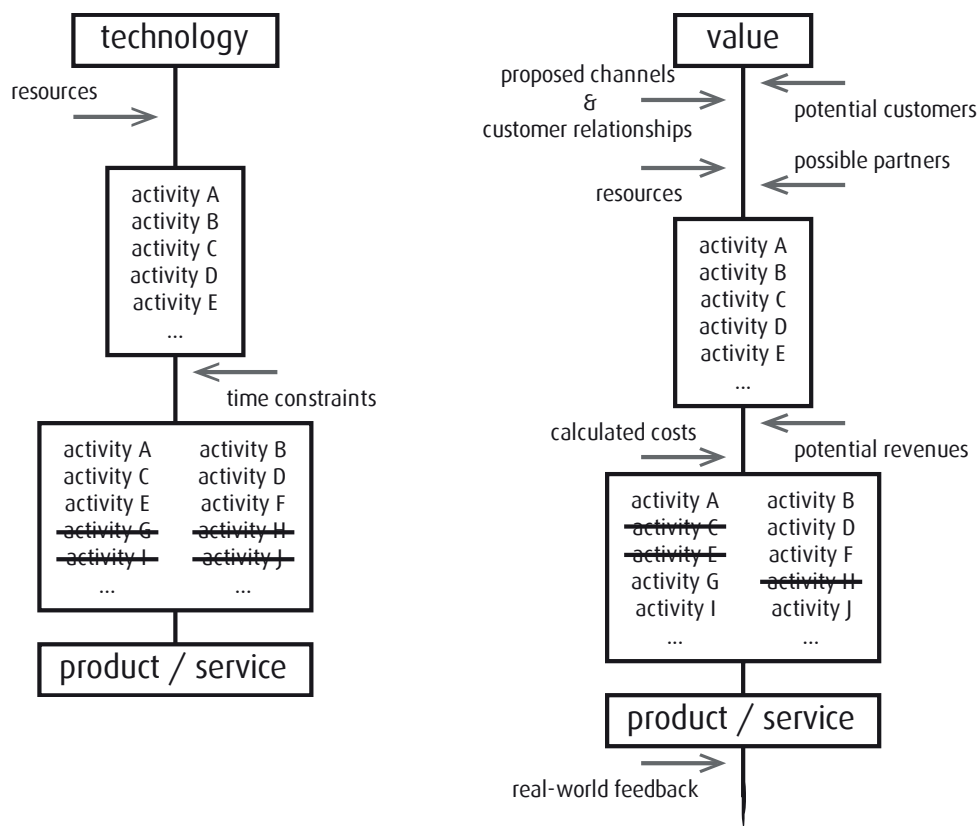 technology
resources
activity A
activity B
activity C
activity D
activity E
...
time constraints
activity A
activity C
activity E
activity G
activity I
...
activity B
activity D
activity F
activity H
activity J
...
product / service
value
proposed channels
&
customer relationships
potential customers
resources
possible partners
activity A
activity B
activity C
activity D
activity E
...
calculated costs
potential revenues
activity A
activity C
activity E
activity G
activity I
...
activity B
activity D
activity F
activity H
activity J
...
product / service
real-world feedback